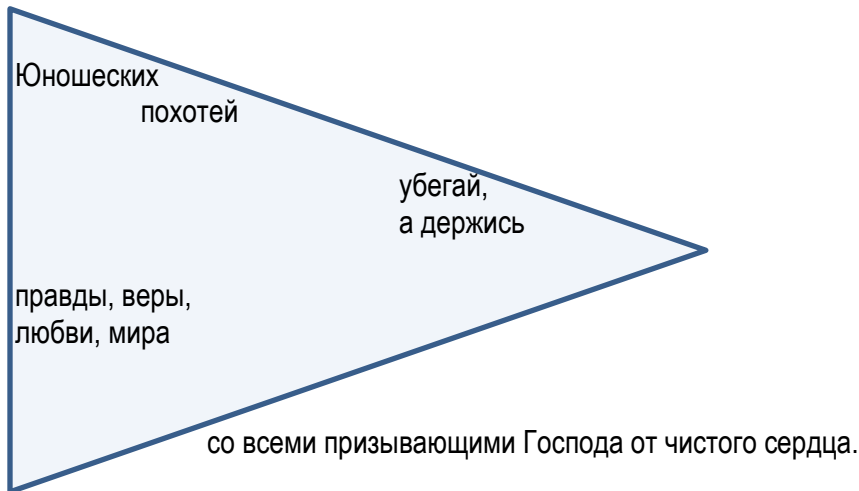 Юношеских
похотей
убегай,
а держись
правды, веры,
любви, мира
со всеми призывающими Господа от чистого сердца.